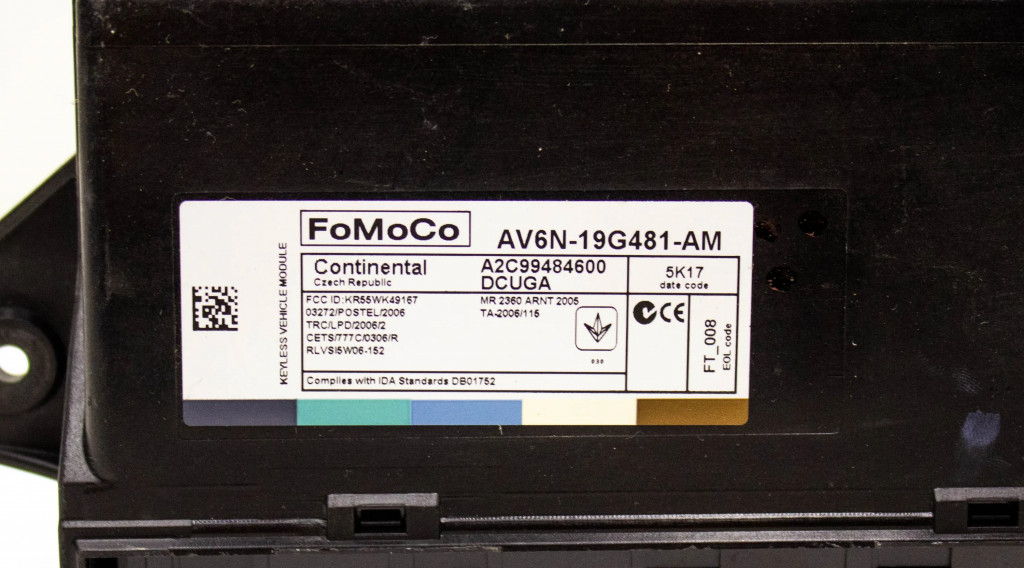 FoMoCo
AV6N-19G481-AM
KEYLESS VEHICLE MODULE
Continental
Czech Republic
A2C99484600
DCUGA
5K17
date code
FCC ID:KR55WK49167
03272/POSTEL/2006
TRC/LPD/2006/2
CETS/777C/0306/R
RLVSI5W06-152
MR 2360 ARNT 2005
TA-2006/115
030
CE
FT_008
EOL code
Complies with IDA Standards DB01752